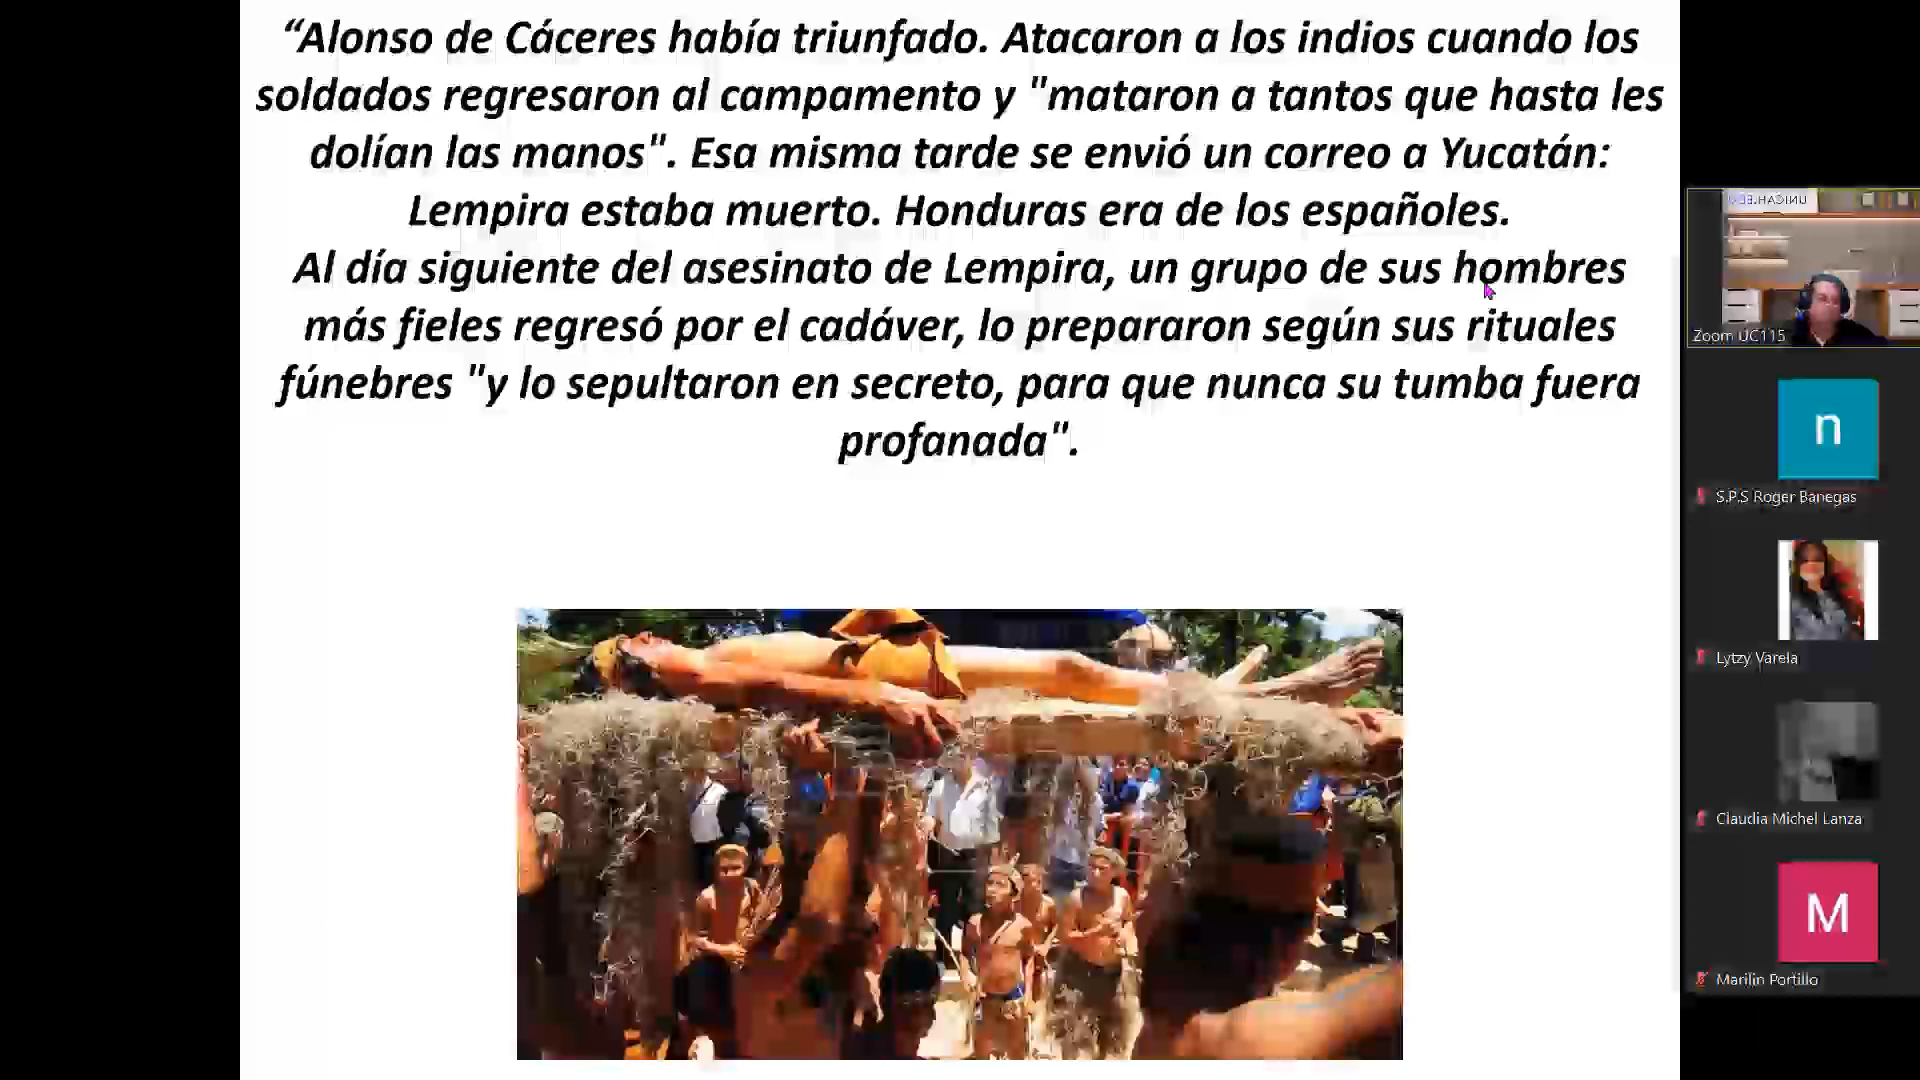 “Alonso de Cáceres había triunfado. Atacaron a los indios cuando los
soldados regresaron al campamento y "mataron a tantos que hasta les
dolían las manos". Esa misma tarde se envió un correo a Yucatán:
Lempira estaba muerto. Honduras era de los españoles.
Al día siguiente del asesinato de Lempira, un grupo de sus hombres
más fieles regresó por el cadáver, lo prepararon según sus rituales
fúnebres "y lo sepultaron en secreto, para que nunca su tumba fuera
profanada".
Zoom UC115
n
S.P.S Roger Banegas
Lytzy Varela
Claudia Michel Lanza
M
Marilin Portillo